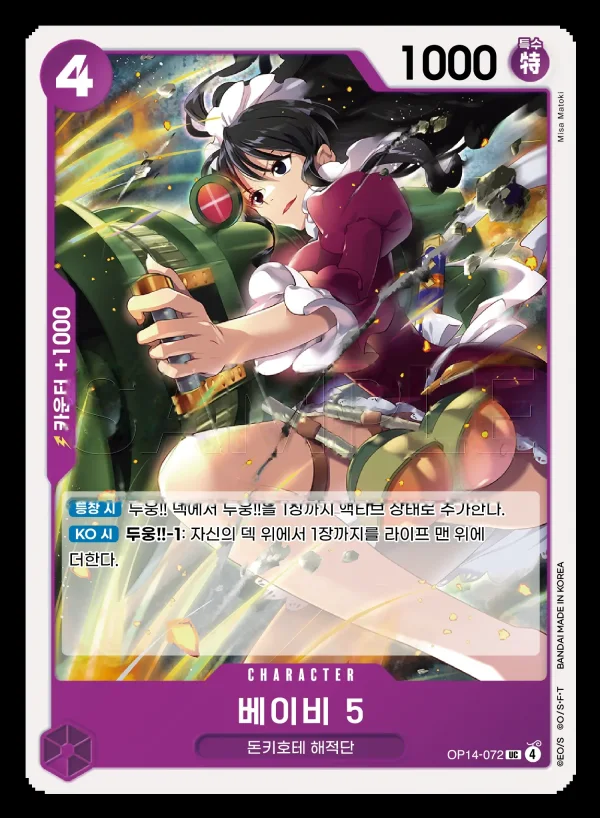 4
1000
특수
特
Misa Matoki
카운터 +1000
SAMPLE
등장 시 두웅!! 덱에서 두웅!!을 1장까지 액티브 상태로 추가한다.
KO 시 두웅!!-1: 자신의 덱 위에서 1장까지를 라이프 맨 위에
더한다.
CHARACTER
베이비 5
돈키호테 해적단
OP14-072 UC 4
©EO/S ©O/S·F·T BANDAI MADE IN KOREA